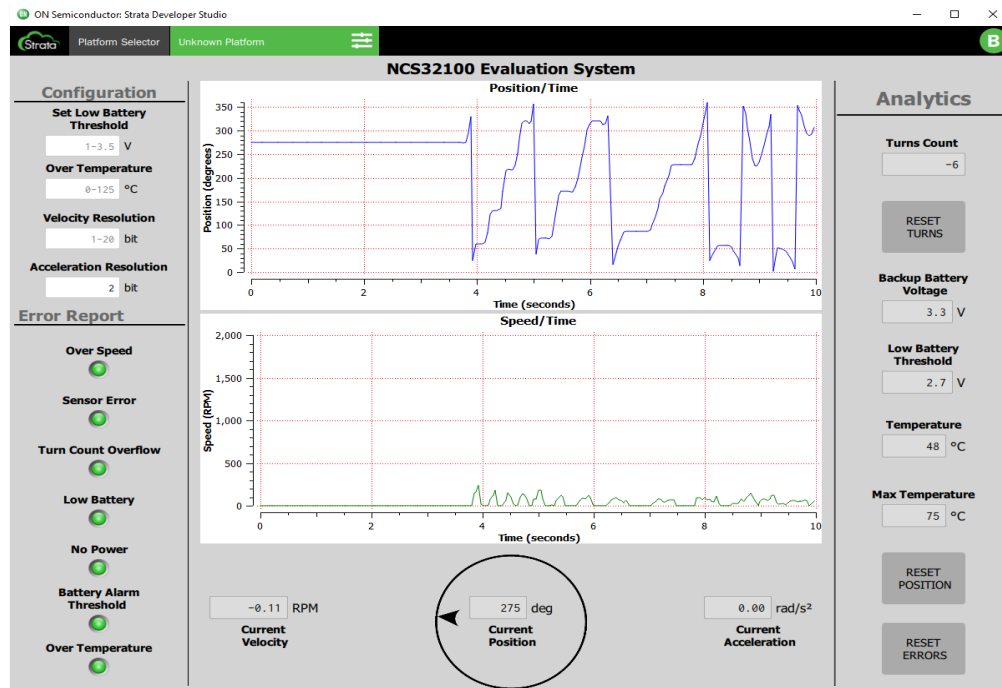 ON Semiconductor: Strata Developer Studio
Strata
Platform Selector
Unknown Platform
B
NCS32100 Evaluation System
Configuration
Set Low Battery
Threshold
1-3.5 V
Over Temperature
0-125 °C
Velocity Resolution
1-20 bit
Acceleration Resolution
2 bit
Error Report
Over Speed
Sensor Error
Turn Count Overflow
Low Battery
No Power
Battery Alarm
Threshold
Over Temperature
Position/Time
Position (degrees)
350
300
250
200
150
100
50
0
0 2 4 6 8 10
Time (seconds)
Speed/Time
Speed (RPM)
2,000
1,500
1,000
500
0
0 2 4 6 8 10
Time (seconds)
-0.11 RPM
Current
Velocity
275 deg
Current
Position
0.00 rad/s²
Current
Acceleration
Analytics
Turns Count
-6
RESET
TURNS
Backup Battery
Voltage
3.3 V
Low Battery
Threshold
2.7 V
Temperature
48 °C
Max Temperature
75 °C
RESET
POSITION
RESET
ERRORS